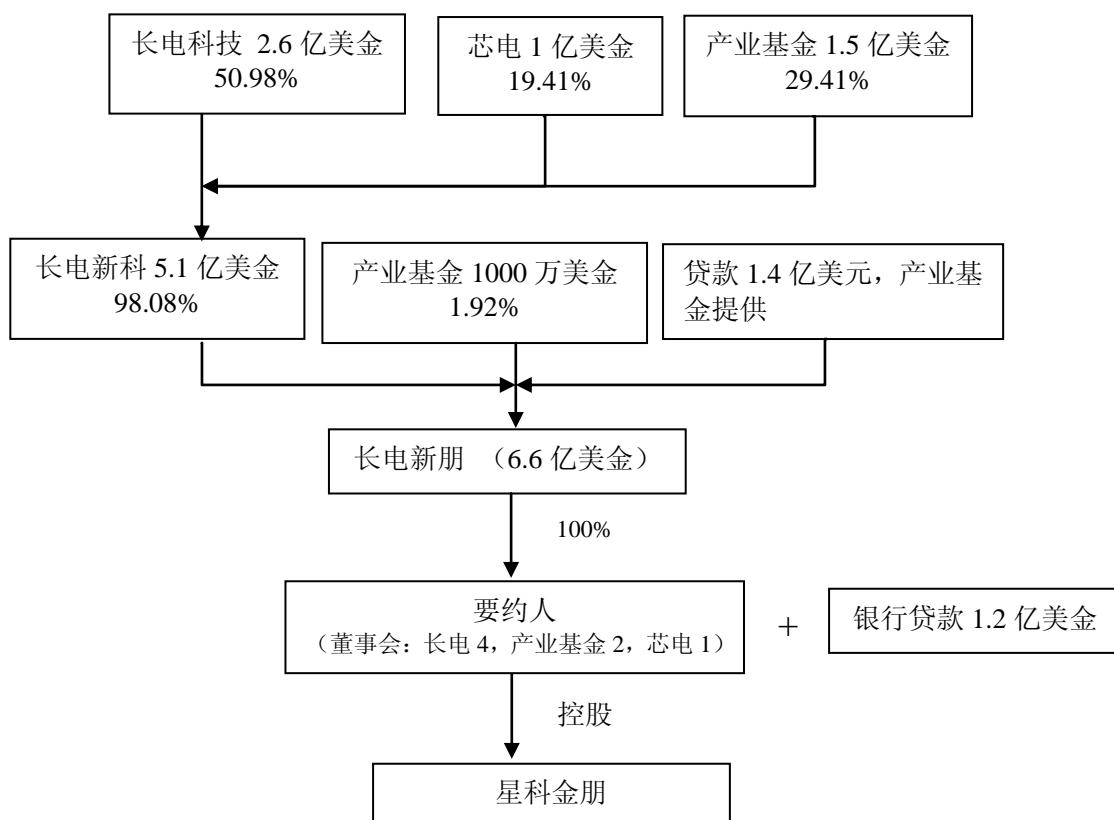 长电科技 2.6 亿美金
50.98%
芯电 1 亿美金
19.41%
产业基金 1.5 亿美金
29.41%
长电新科 5.1 亿美金
98.08%
产业基金 1000 万美金
1.92%
贷款 1.4 亿美元，产业基
金提供
长电新朋 （6.6 亿美金）
100%
要约人
（董事会：长电 4，产业基金 2，芯电 1）
+
银行贷款 1.2 亿美金
控股
星科金朋